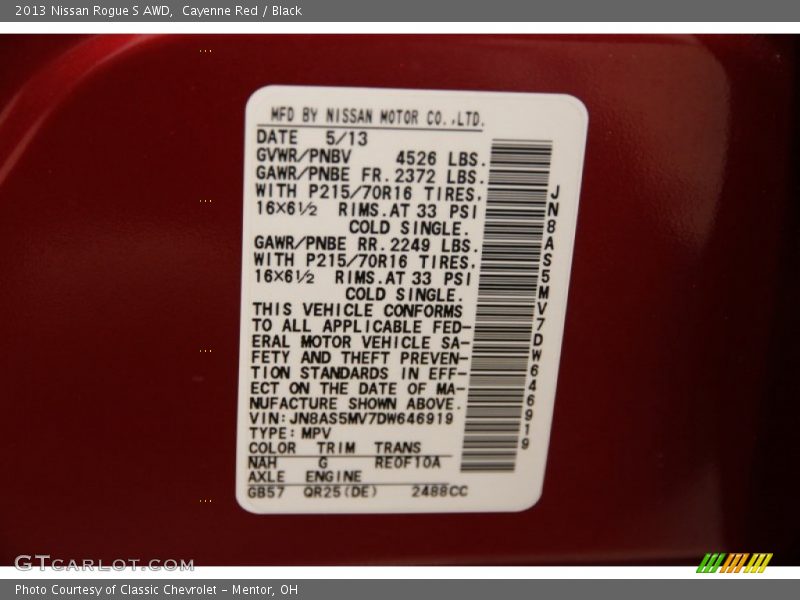 2013 Nissan Rogue S AWD,  Cayenne Red / Black
MFD BY NISSAN MOTOR CO.,LTD.
DATE 5/13
GVWR/PNBV 4526 LBS.
GAWR/PNBE FR.2372 LBS.
WITH P215/70R16 TIRES.
16×6½ RIMS.AT 33 PSI
COLD SINGLE.
GAWR/PNBE RR.2249 LBS.
WITH P215/70R16 TIRES.
16×6½ RIMS.AT 33 PSI
COLD SINGLE.
THIS VEHICLE CONFORMS
TO ALL APPLICABLE FED-
ERAL MOTOR VEHICLE SA-
FETY AND THEFT PREVEN-
TION STANDARDS IN EFF-
ECT ON THE DATE OF MA-
NUFACTURE SHOWN ABOVE.
VIN:JN8AS5MV7DW646919
TYPE:MPV
COLOR TRIM TRANS
NAH G RE0F10A
AXLE ENGINE
GB57 QR25(DE) 2488CC
JN8AS5MV7DW646919
GTCARLOT.COM
Photo Courtesy of Classic Chevrolet - Mentor, OH